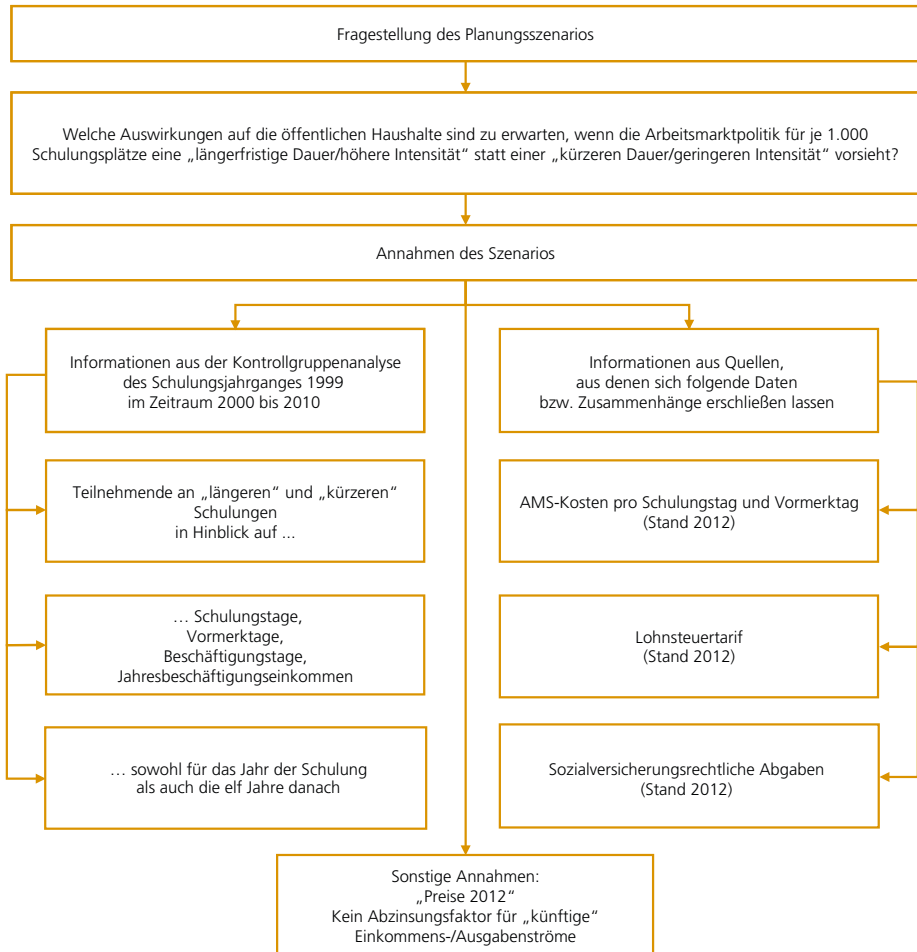 Fragestellung des Planungsszenarios
Welche Auswirkungen auf die öffentlichen Haushalte sind zu erwarten, wenn die Arbeitsmarktpolitik für je 1.000
Schulungsplätze eine „längerfristige Dauer/höhere Intensität“ statt einer „kürzeren Dauer/geringeren Intensität“ vorsieht?
Annahmen des Szenarios
Informationen aus der Kontrollgruppenanalyse
des Schulungsjahrganges 1999
im Zeitraum 2000 bis 2010
Teilnehmende an „längeren“ und „kürzeren“
Schulungen
in Hinblick auf ...
… Schulungstage,
Vormerktage,
Beschäftigungstage,
Jahresbeschäftigungseinkommen
… sowohl für das Jahr der Schulung
als auch die elf Jahre danach
Informationen aus Quellen,
aus denen sich folgende Daten
bzw. Zusammenhänge erschließen lassen
AMS-Kosten pro Schulungstag und Vormerktag
(Stand 2012)
Lohnsteuertarif
(Stand 2012)
Sozialversicherungsrechtliche Abgaben
(Stand 2012)
Sonstige Annahmen:
„Preise 2012“
Kein Abzinsungsfaktor für „künftige“
Einkommens-/Ausgabenströme